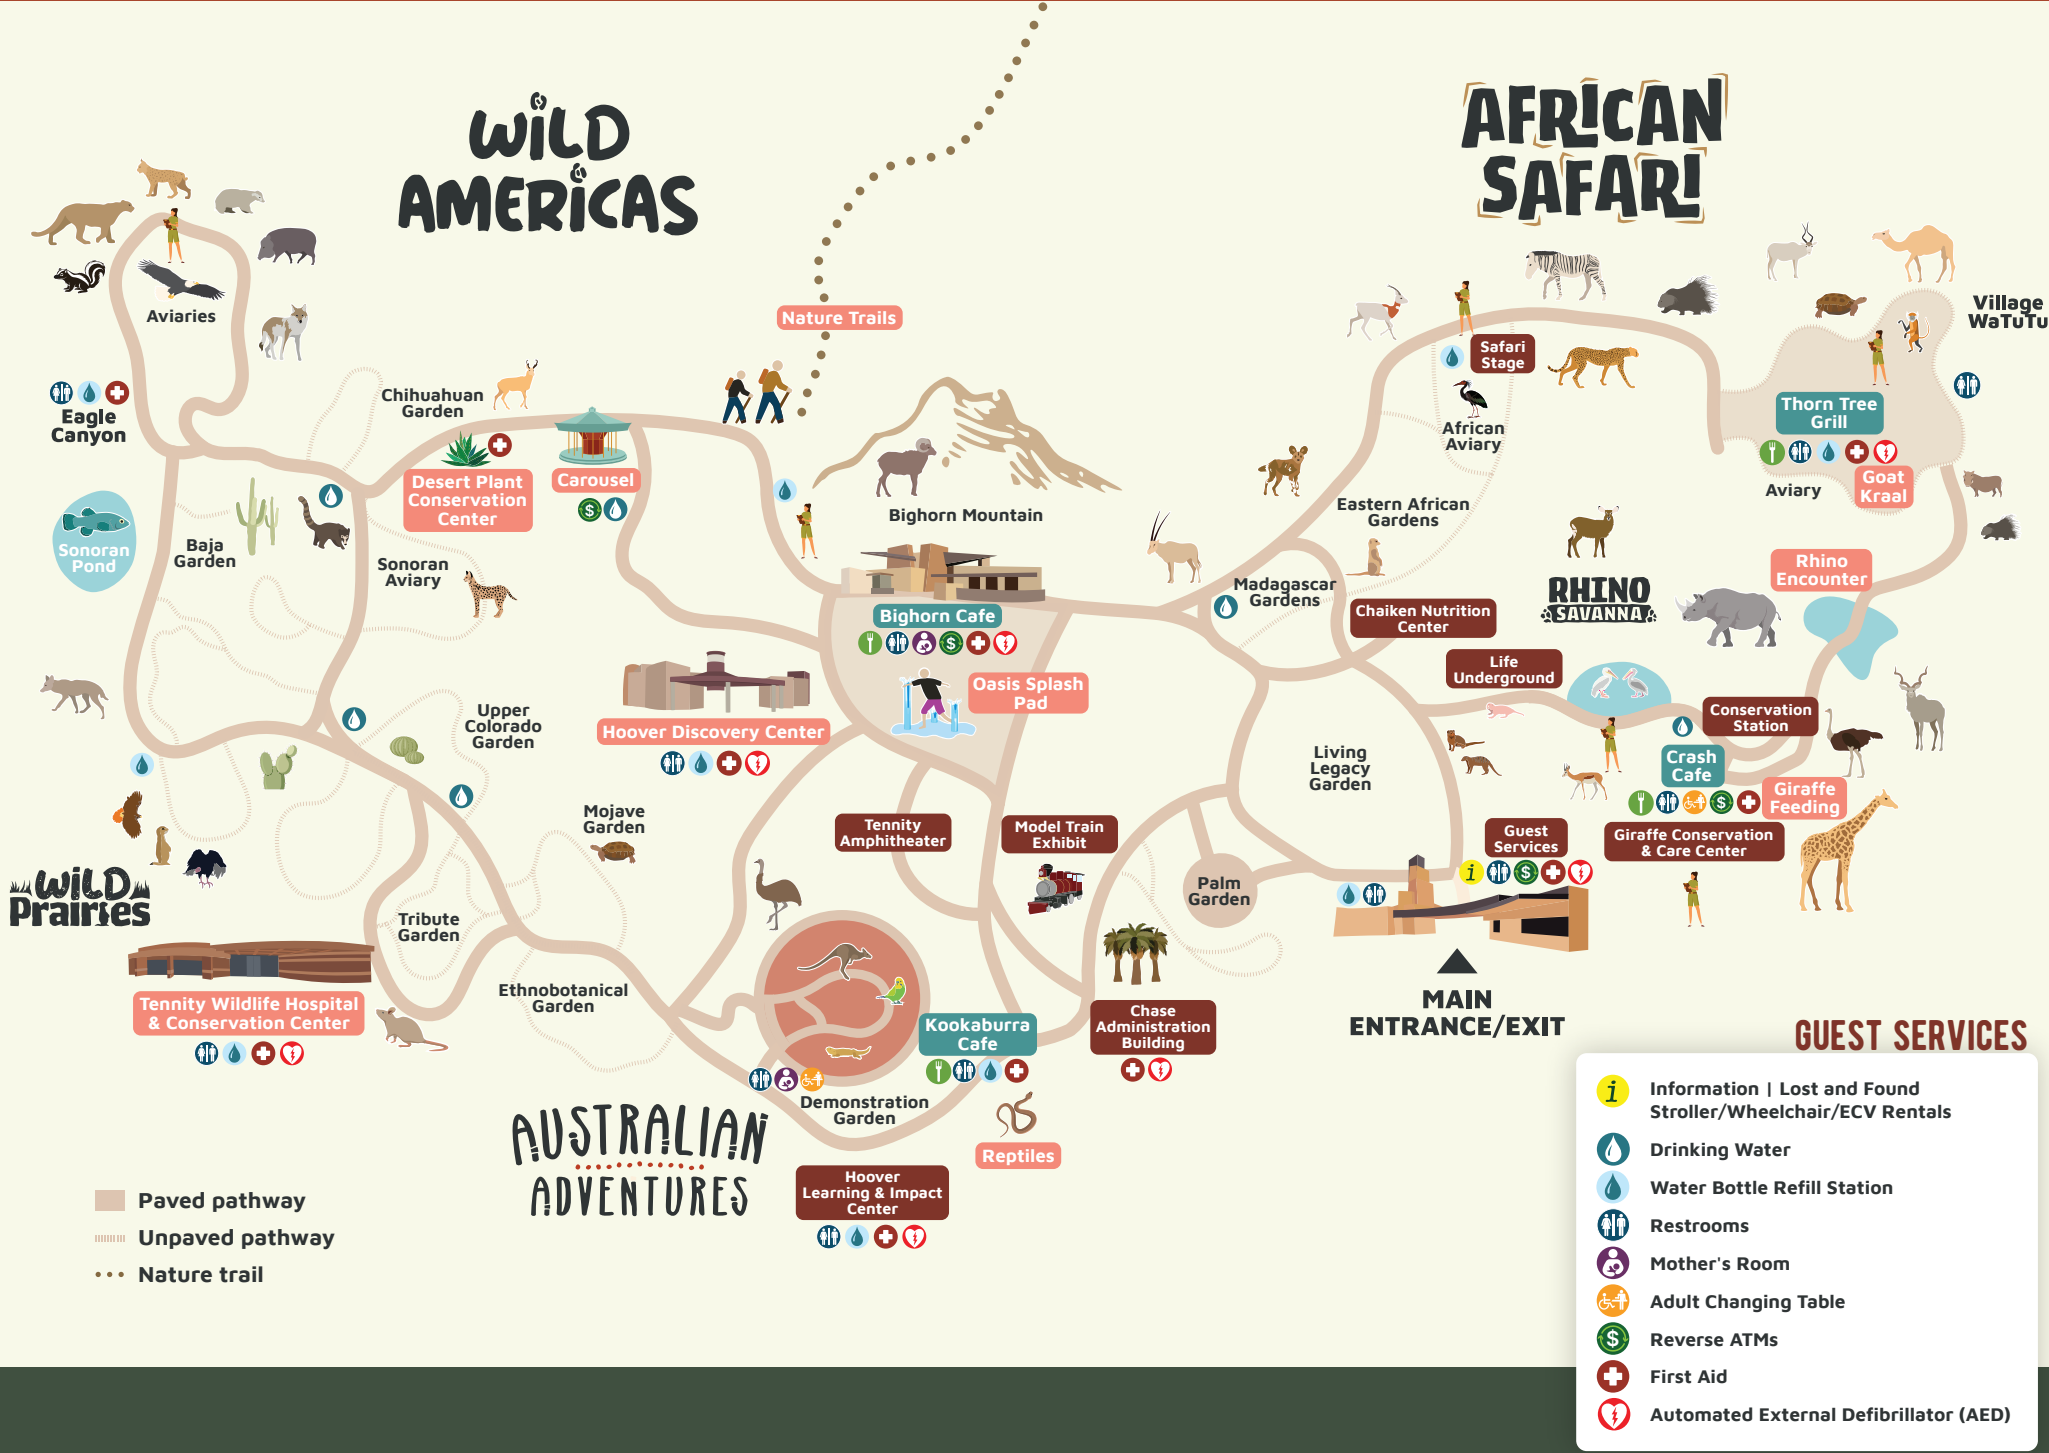 WiLD
AMERiCAS
AFRICAN
SAFARI
Aviaries
Nature Trails
Village
WaTuTu
Safari
Stage
Chihuahuan
Garden
Eagle
Canyon
Thorn Tree
Grill
African
Aviary
Desert Plant
Conservation
Center
Carousel
$
Aviary
Goat
Kraal
Bighorn Mountain
Eastern African
Gardens
Sonoran
Pond
Baja
Garden
Sonoran
Aviary
Rhino
Encounter
Madagascar
Gardens
RHINO
SAVANNA
Bighorn Cafe
$
Chaiken Nutrition
Center
Life
Underground
Oasis Splash
Pad
Upper
Colorado
Garden
Hoover Discovery Center
Conservation
Station
Living
Legacy
Garden
Crash
Cafe
$
Giraffe
Feeding
Mojave
Garden
Tennity
Amphitheater
Model Train
Exhibit
Guest
Services
i
$
Giraffe Conservation
& Care Center
WiLD
Prairies
Palm
Garden
Tribute
Garden
Ethnobotanical
Garden
MAIN
ENTRANCE/EXIT
Tennity Wildlife Hospital
& Conservation Center
Kookaburra
Cafe
Chase
Administration
Building
Demonstration
Garden
AUSTRALIAN
ADVENTURES
Reptiles
Hoover
Learning & Impact
Center
Paved pathway
Unpaved pathway
Nature trail
GUEST SERVICES
i
Information | Lost and Found
Stroller/Wheelchair/ECV Rentals
Drinking Water
Water Bottle Refill Station
Restrooms
Mother's Room
Adult Changing Table
$
Reverse ATMs
First Aid
Automated External Defibrillator (AED)